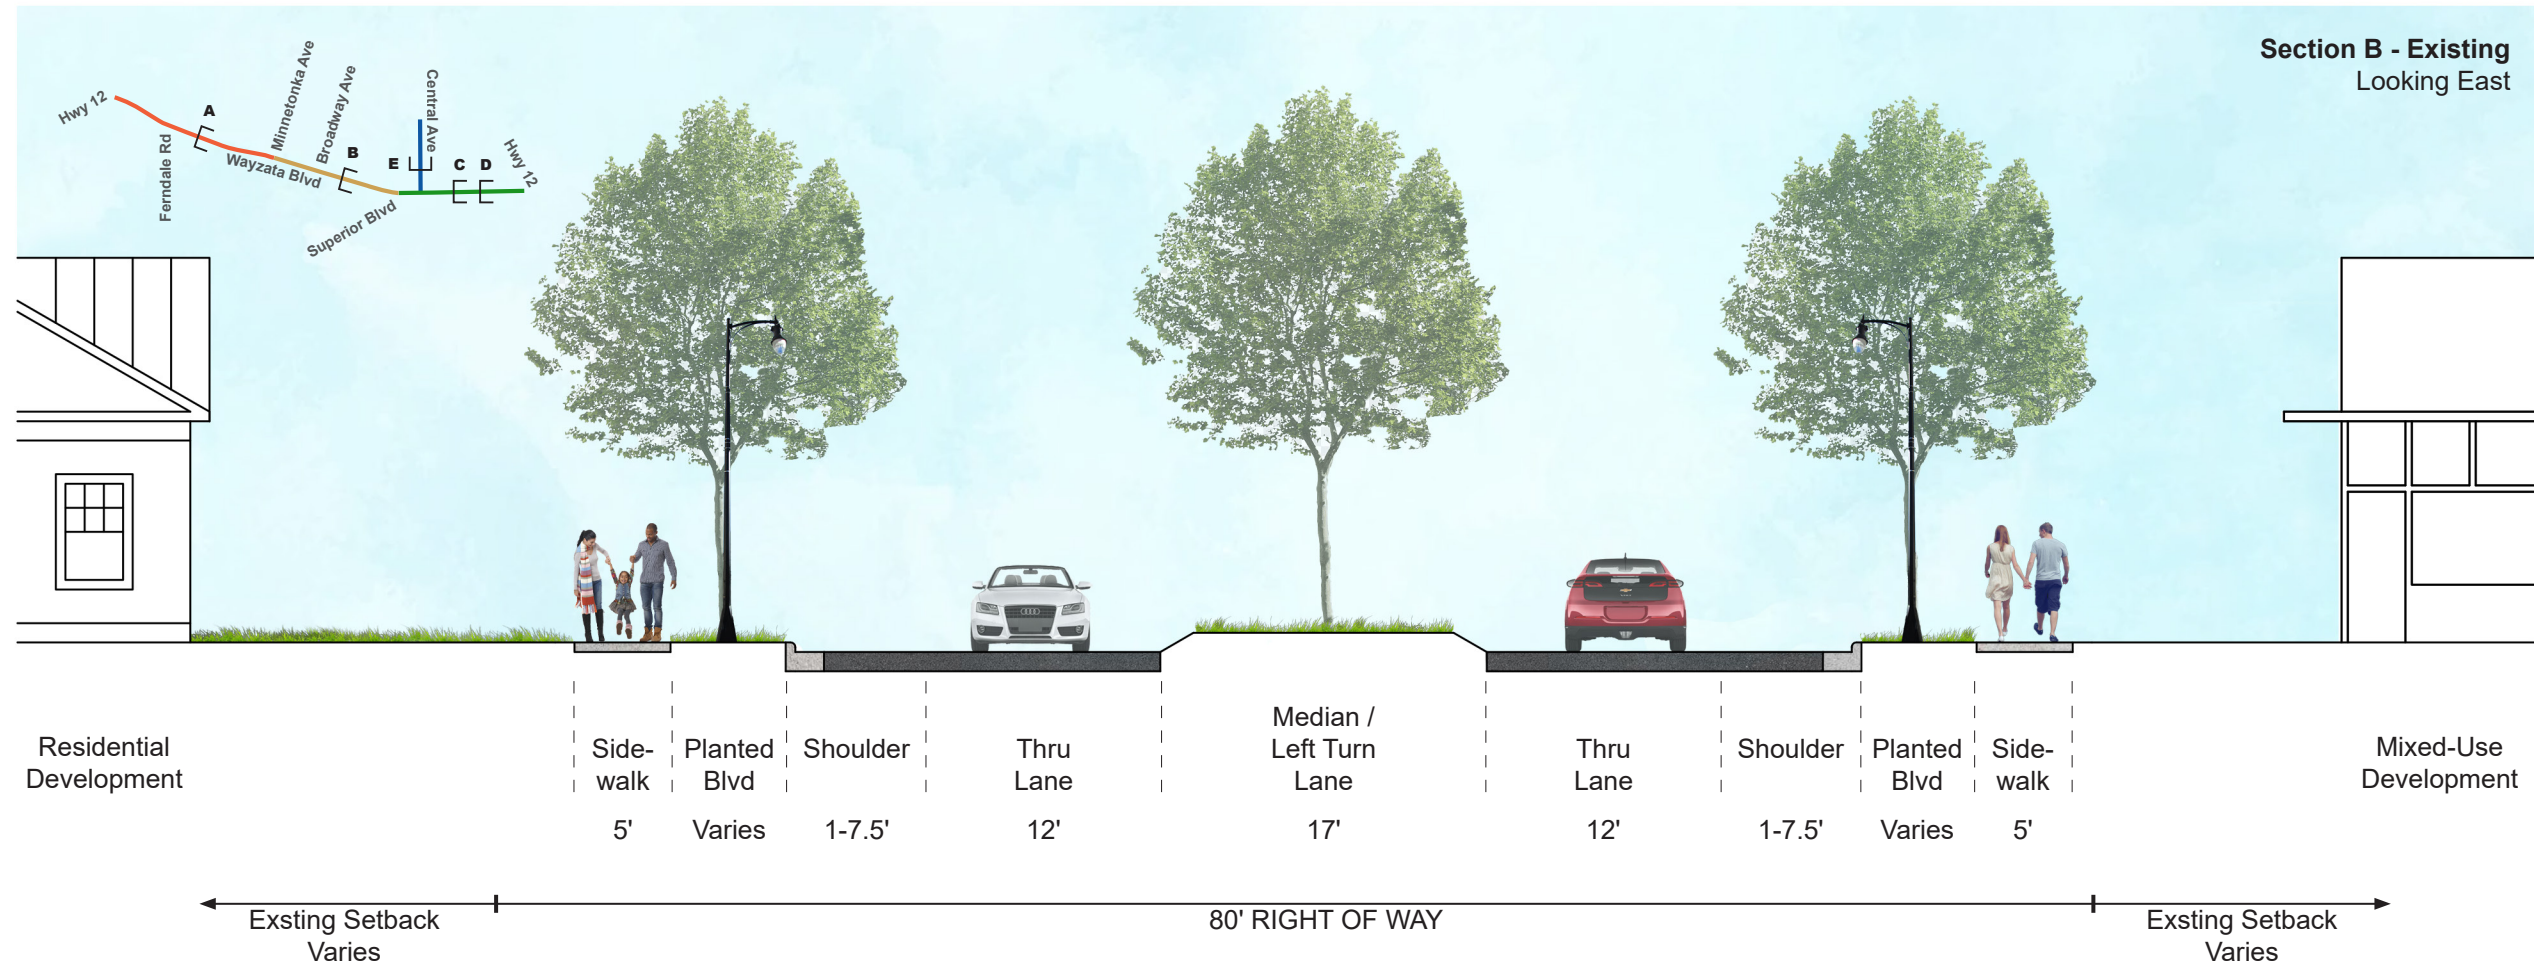 Section B - Existing
Looking East
Hwy 12
Ferndale Rd
A
Minnetonka Ave
Wayzata Blvd
Broadway Ave
B
Superior Blvd
E
Central Ave
C
D
Hwy 12
Residential
Development
Side-
walk
5'
Planted
Blvd
Varies
Shoulder
1-7.5'
Thru
Lane
12'
Median /
Left Turn
Lane
17'
Thru
Lane
12'
Shoulder
1-7.5'
Planted
Blvd
Varies
Side-
walk
5'
Mixed-Use
Development
Exsting Setback
Varies
80' RIGHT OF WAY
Exsting Setback
Varies